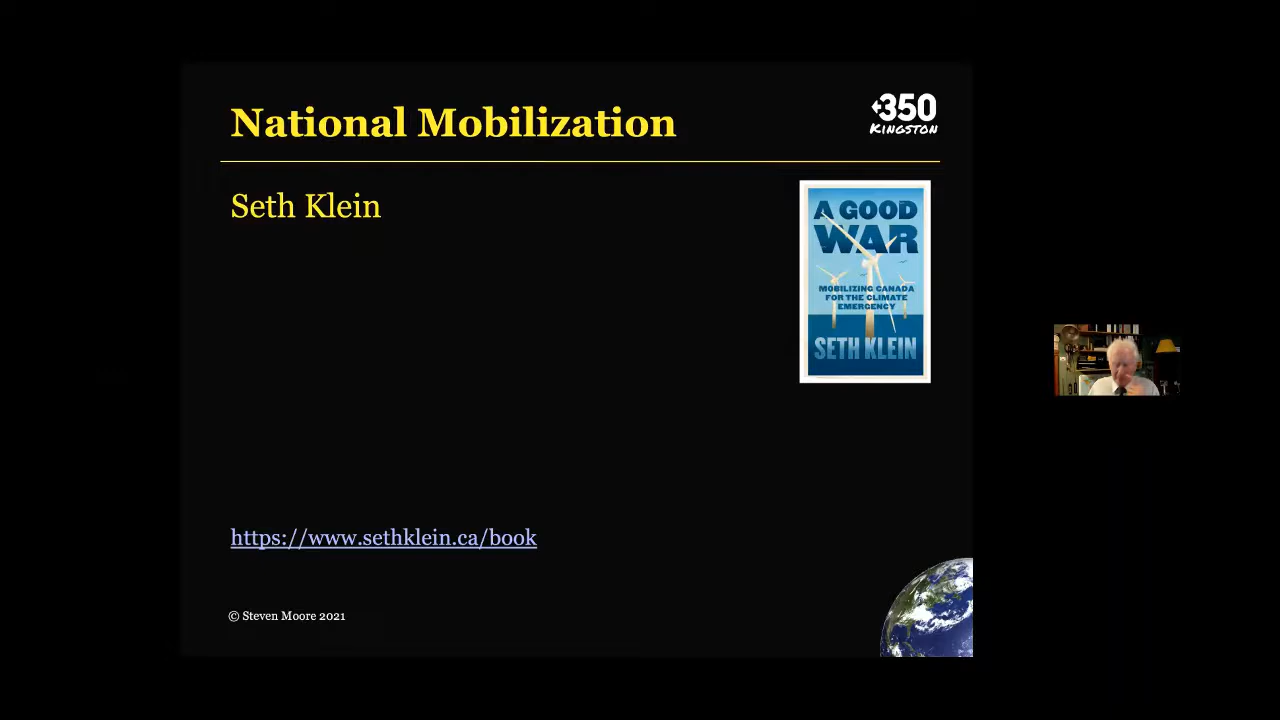 National Mobilization
350
KINGSTON
Seth Klein
A GOOD
WAR
MOBILIZING CANADA
FOR THE CLIMATE
EMERGENCY
SETH KLEIN
https://www.sethklein.ca/book
© Steven Moore 2021